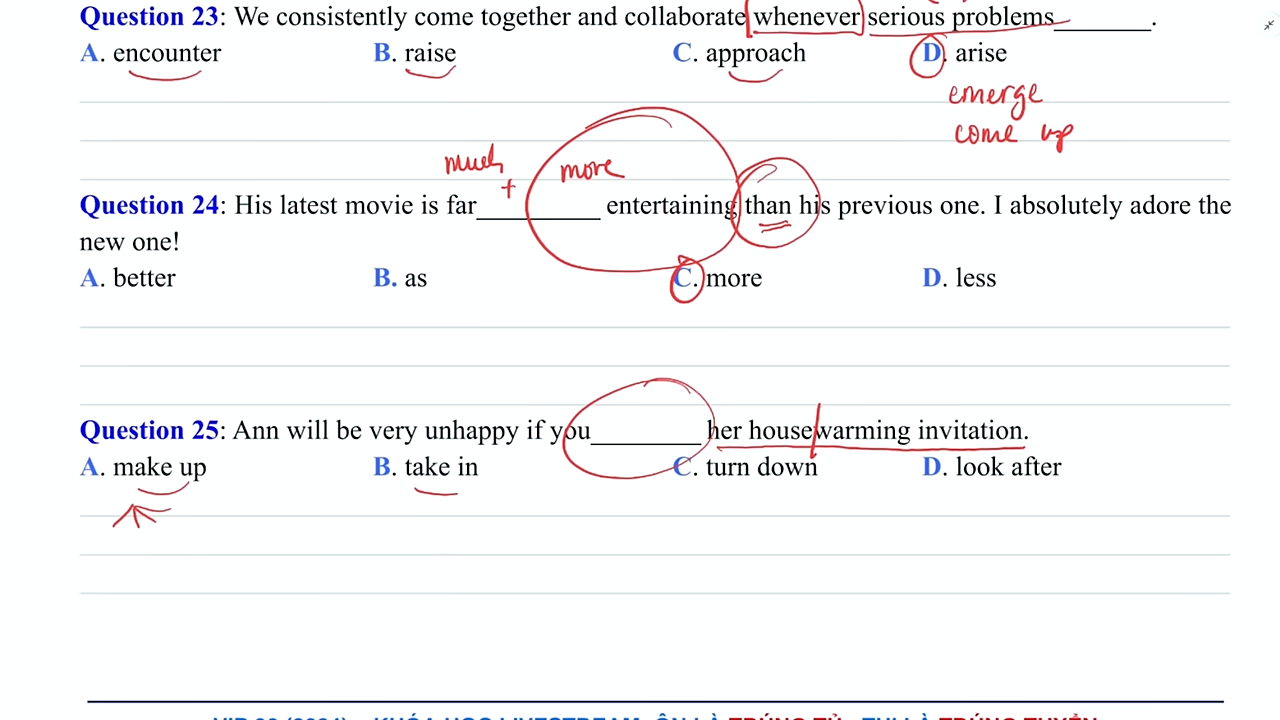 Question 23: We consistently come together and collaborate whenever serious problems_______.
A. encounter B. raise C. approach D. arise
emerge
come up
much
+
more
Question 24: His latest movie is far_________ entertaining than his previous one. I absolutely adore the
new one!
A. better B. as C. more D. less
Question 25: Ann will be very unhappy if you________ her housewarming invitation.
A. make up B. take in C. turn down D. look after